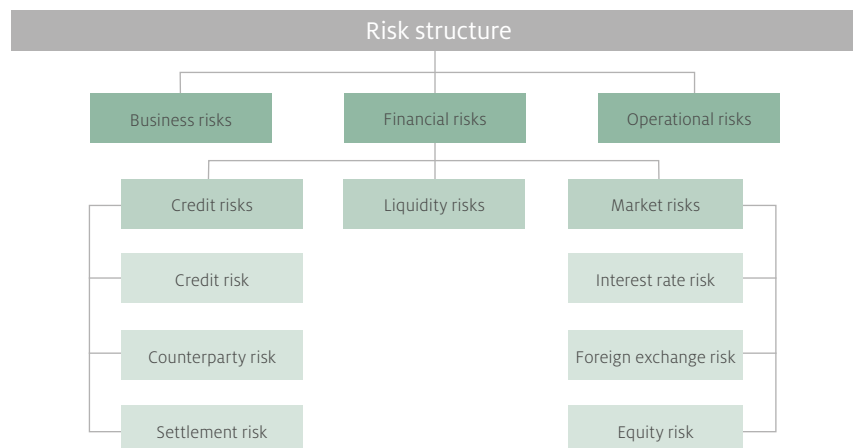 Risk structure
Business risks
Financial risks
Operational risks
Credit risks
Liquidity risks
Market risks
Credit risk
Interest rate risk
Counterparty risk
Foreign exchange risk
Settlement risk
Equity risk